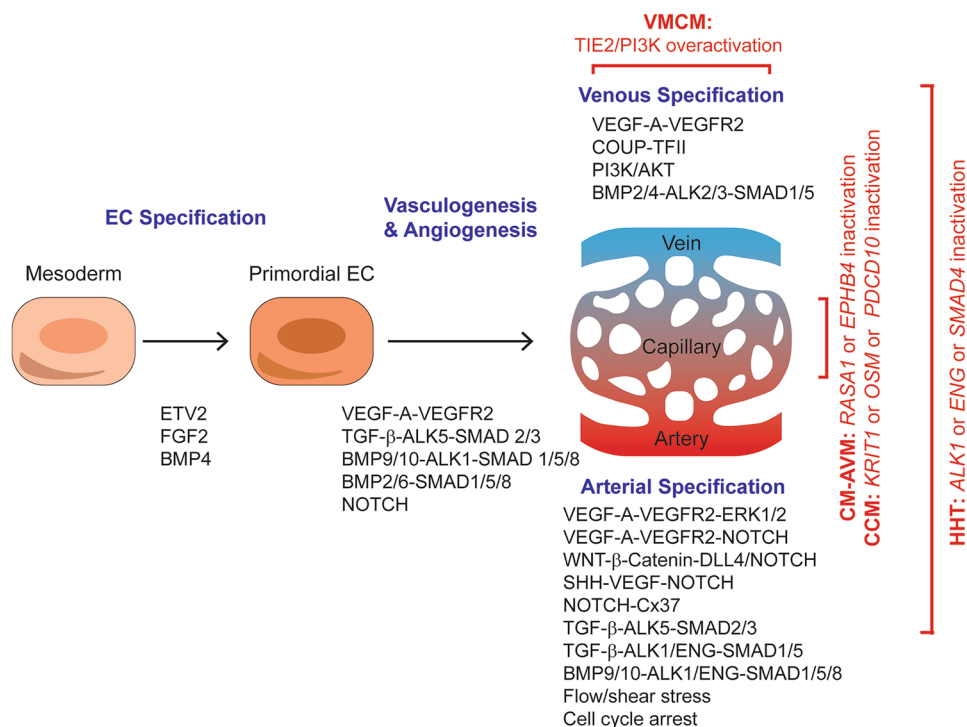 VMCM:
TIE2/PI3K overactivation
Venous Specification
VEGF-A-VEGFR2
COUP-TFII
PI3K/AKT
BMP2/4-ALK2/3-SMAD1/5
EC Specification
Vasculogenesis
& Angiogenesis
Mesoderm
Primordial EC
Vein
Capillary
Artery
ETV2
FGF2
BMP4
VEGF-A-VEGFR2
TGF-β-ALK5-SMAD 2/3
BMP9/10-ALK1-SMAD 1/5/8
BMP2/6-SMAD1/5/8
NOTCH
Arterial Specification
VEGF-A-VEGFR2-ERK1/2
VEGF-A-VEGFR2-NOTCH
WNT-β-Catenin-DLL4/NOTCH
SHH-VEGF-NOTCH
NOTCH-Cx37
TGF-β-ALK5-SMAD2/3
TGF-β-ALK1/ENG-SMAD1/5
BMP9/10-ALK1/ENG-SMAD1/5/8
Flow/shear stress
Cell cycle arrest
CM-AVM: RASA1 or EPHB4 inactivation
CCM: KRIT1 or OSM or PDCD10 inactivation
HHT: ALK1 or ENG or SMAD4 inactivation